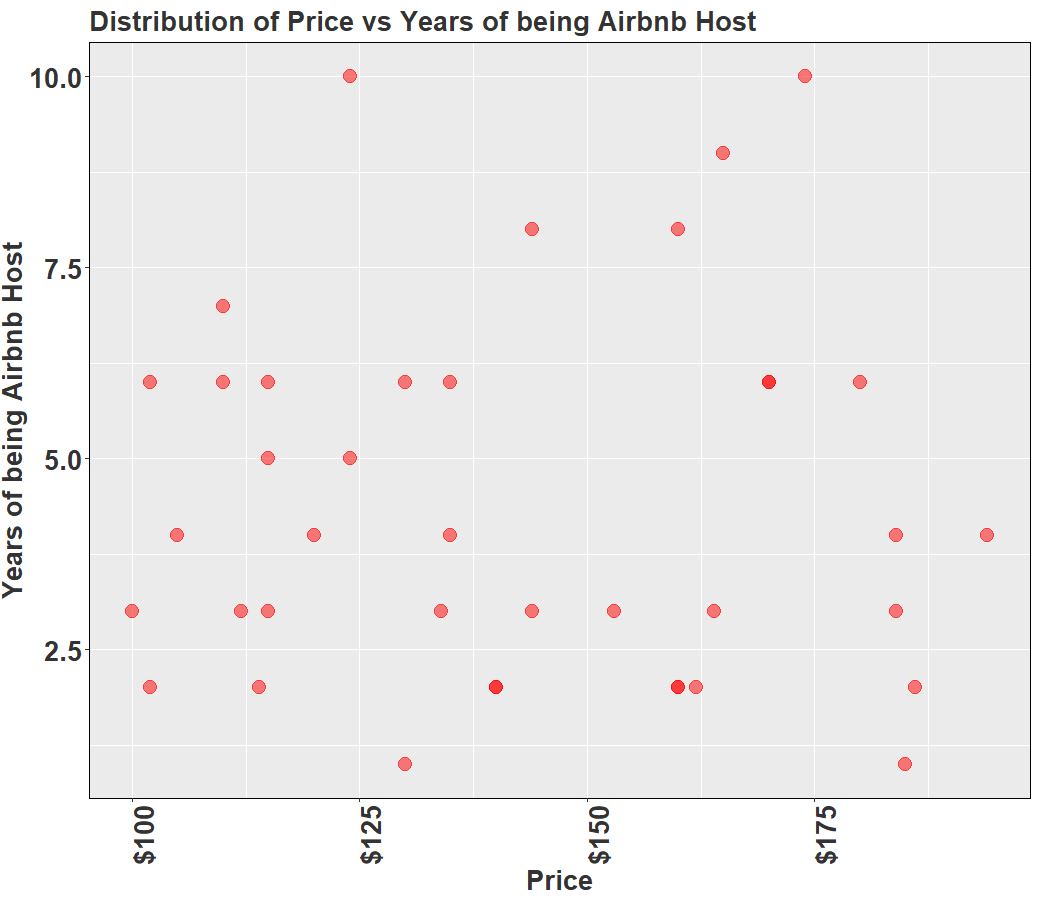 Distribution of Price vs Years of being Airbnb Host
Years of being Airbnb Host
10.0
7.5
5.0
2.5
$100
$125
$150
$175
Price